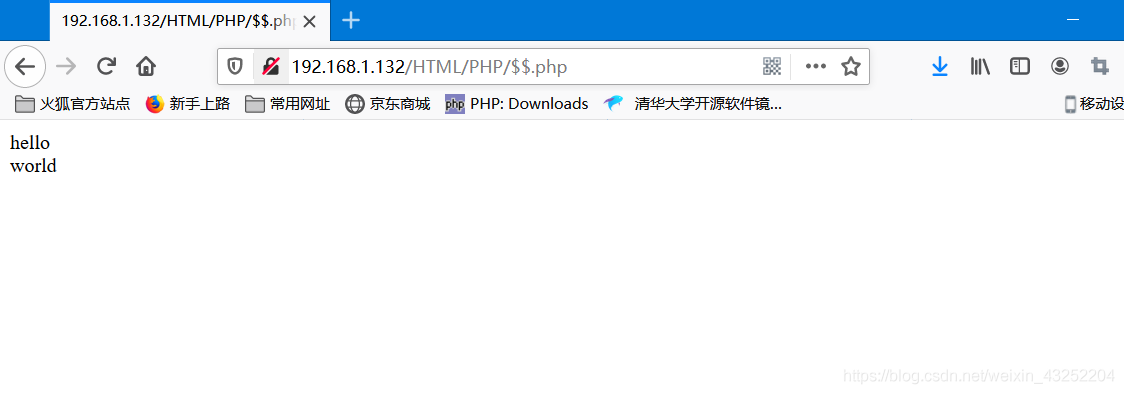 192.168.1.132/HTML/PHP/$$.php
192.168.1.132/HTML/PHP/$$.php
火狐官方站点 新手上路 常用网址 京东商城 php PHP: Downloads 清华大学开源软件镜... 移动设
hello
world
https://blog.csdn.net/weixin_43252204